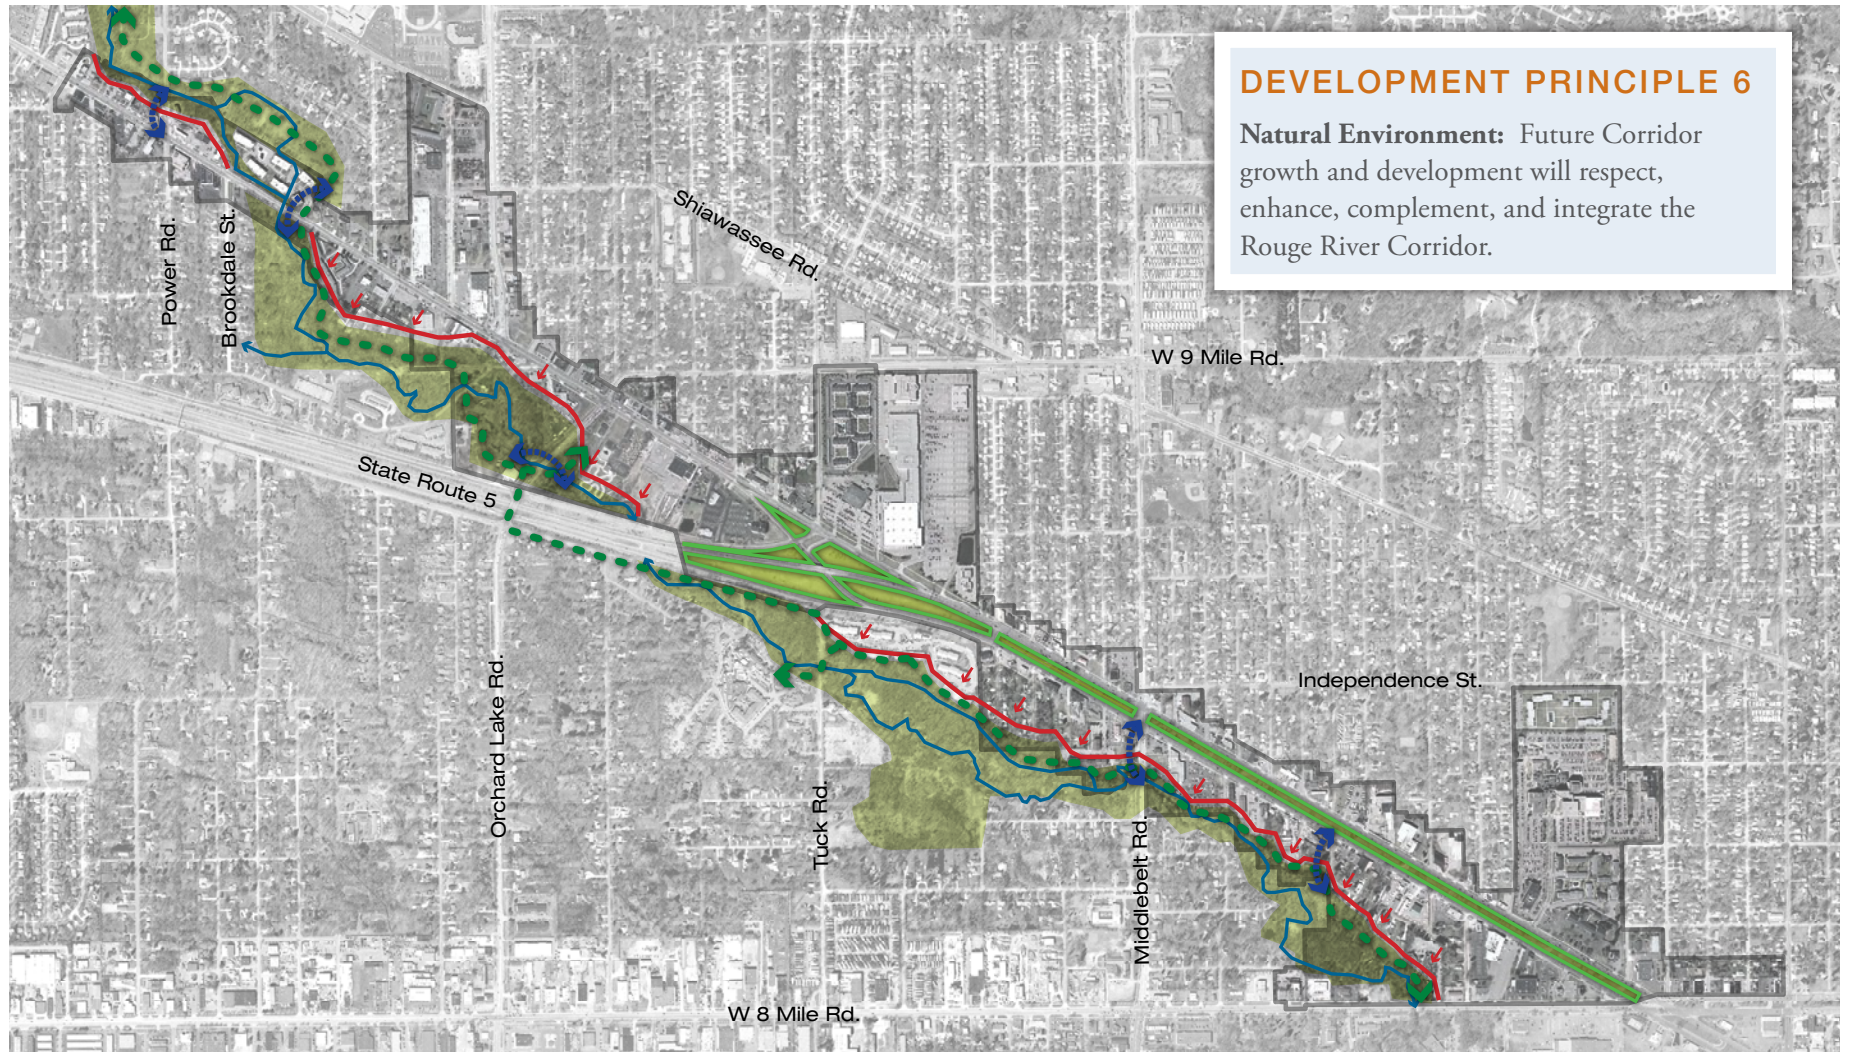 DEVELOPMENT PRINCIPLE 6
Natural Environment: Future Corridor
growth and development will respect,
enhance, complement, and integrate the
Rouge River Corridor.
Shiawassee Rd.
Power Rd.
Brookdale St.
W 9 Mile Rd.
State Route 5
Orchard Lake Rd.
Independence St.
Tuck Rd.
Middlebelt Rd.
W 8 Mile Rd.